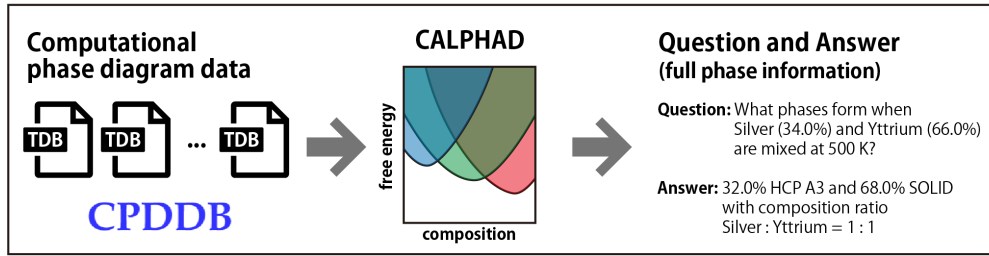 Computational
phase diagram data
TDB
TDB
...
TDB
CPDDB
CALPHAD
free energy
composition
Question and Answer
(full phase information)
Question: What phases form when
Silver (34.0%) and Yttrium (66.0%)
are mixed at 500 K?
Answer: 32.0% HCP A3 and 68.0% SOLID
with composition ratio
Silver : Yttrium = 1 : 1